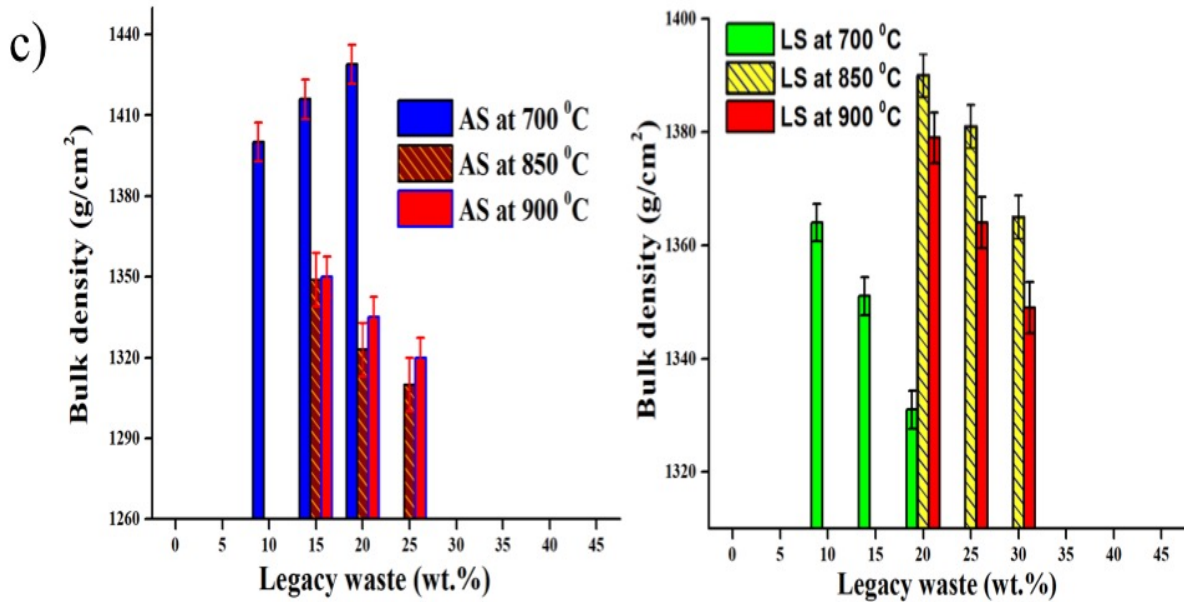 c)
Bulk density (g/cm²)
1440
1410
1380
1350
1320
1290
1260
AS at 700 ⁰C
AS at 850 ⁰C
AS at 900 ⁰C
0 5 10 15 20 25 30 35 40 45
Legacy waste (wt.%)
Bulk density (g/cm²)
1400
1380
1360
1340
1320
LS at 700 ⁰C
LS at 850 ⁰C
LS at 900 ⁰C
0 5 10 15 20 25 30 35 40 45
Legacy waste (wt.%)